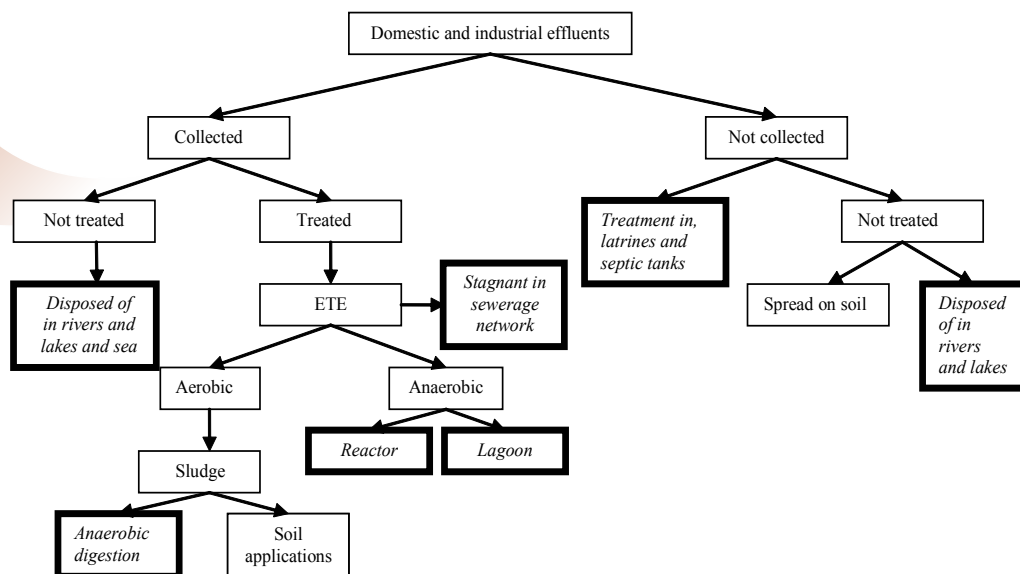 Domestic and industrial effluents
Collected
Not collected
Not treated
Treated
Treatment in,
latrines and
septic tanks
Not treated
Disposed of
in rivers and
lakes and sea
ETE
Stagnant in
sewerage
network
Spread on soil
Disposed
of in
rivers
and lakes
Aerobic
Anaerobic
Reactor
Lagoon
Sludge
Anaerobic
digestion
Soil
applications